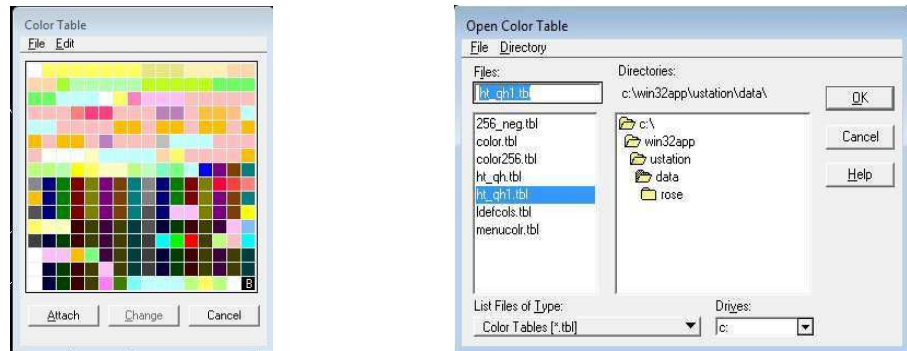 Color Table
File Edit
B
Attach Change Cancel
Open Color Table
File Directory
Files:
ht_qh1.tbl
Directories:
c:\win32app\ustation\data\
OK
Cancel
Help
256_neg.tbl
color.tbl
color256.tbl
ht_qh.tbl
ht_qh1.tbl
ldefcols.tbl
menucolr.tbl
c:\
win32app
ustation
data
rose
List Files of Type:
Color Tables [*.tbl]
Drives:
c: